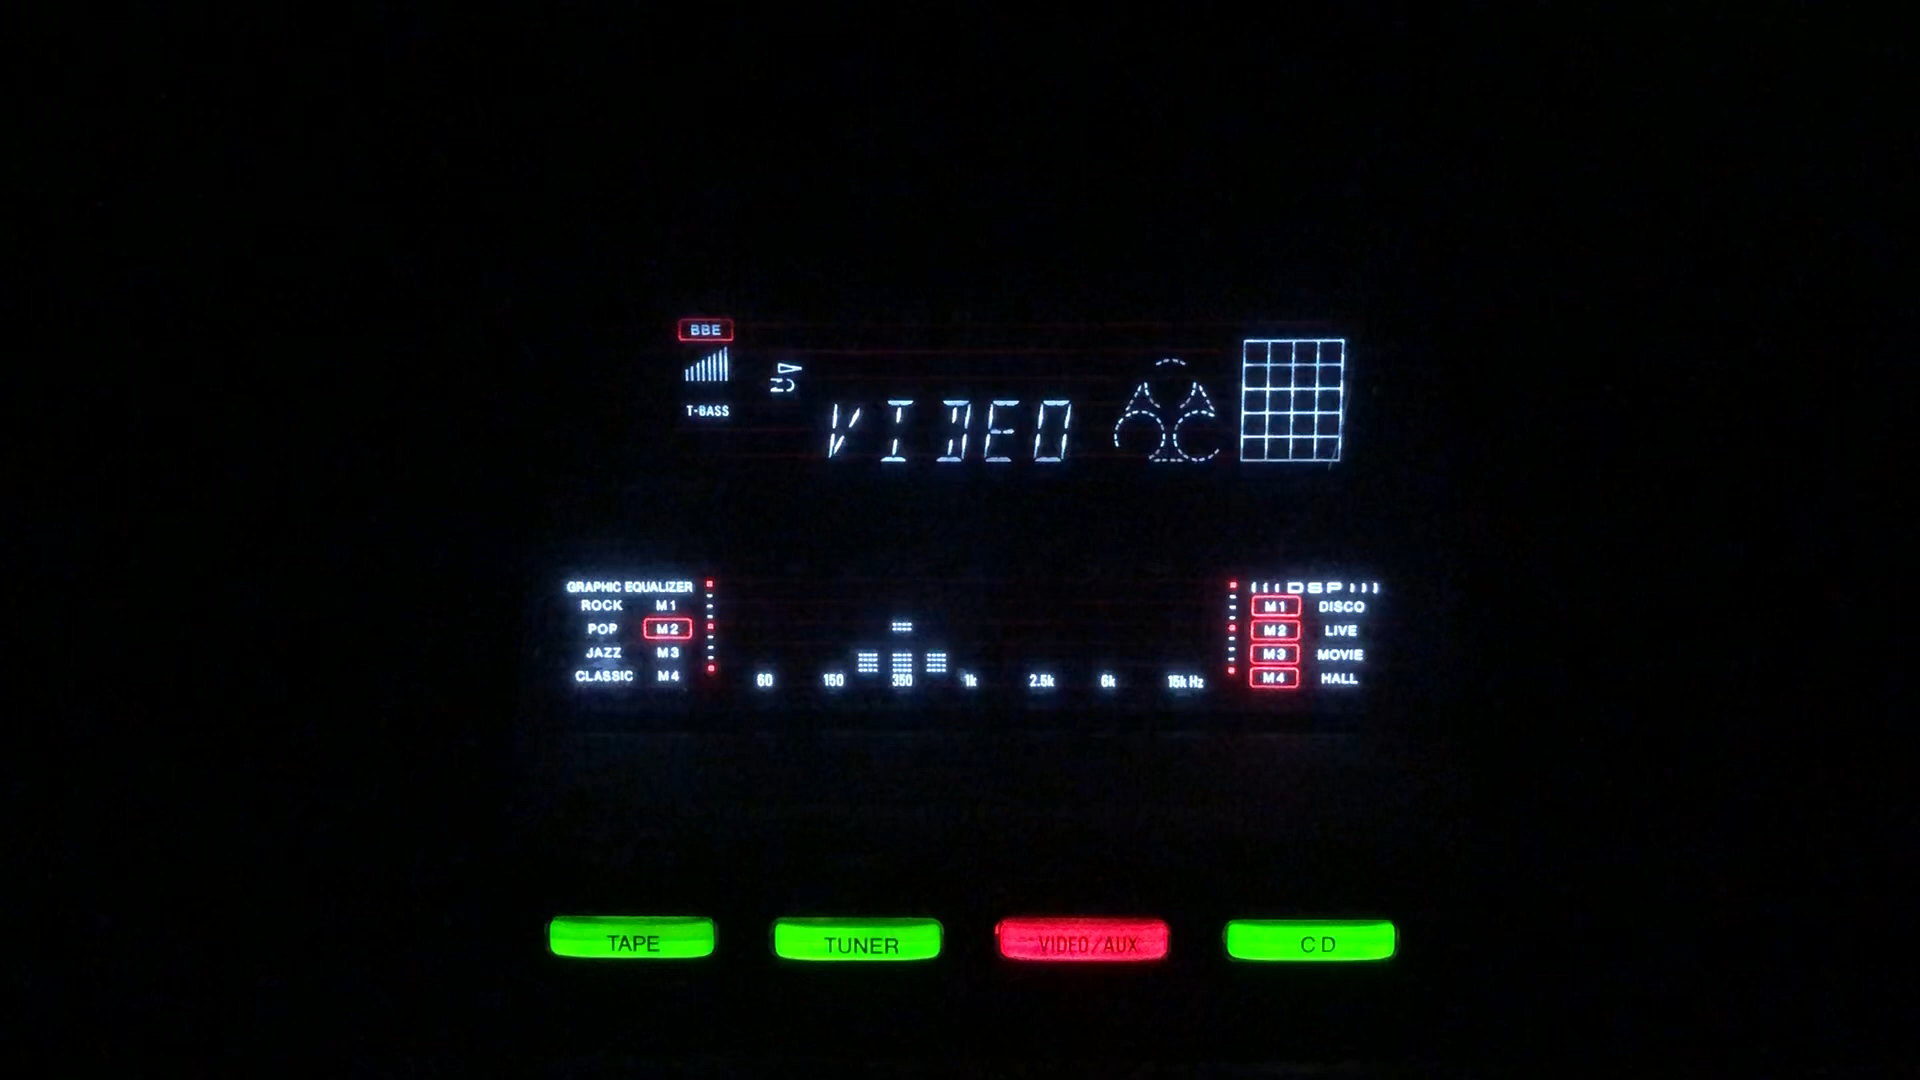 BBE
T-BASS
VIDEO
GRAPHIC EQUALIZER
ROCK M1
POP M2
JAZZ M3
CLASSIC M4
60 150 350 1k 2.5k 6k 15k Hz
DSP
M1 DISCO
M2 LIVE
M3 MOVIE
M4 HALL
TAPE TUNER VIDEO/AUX CD